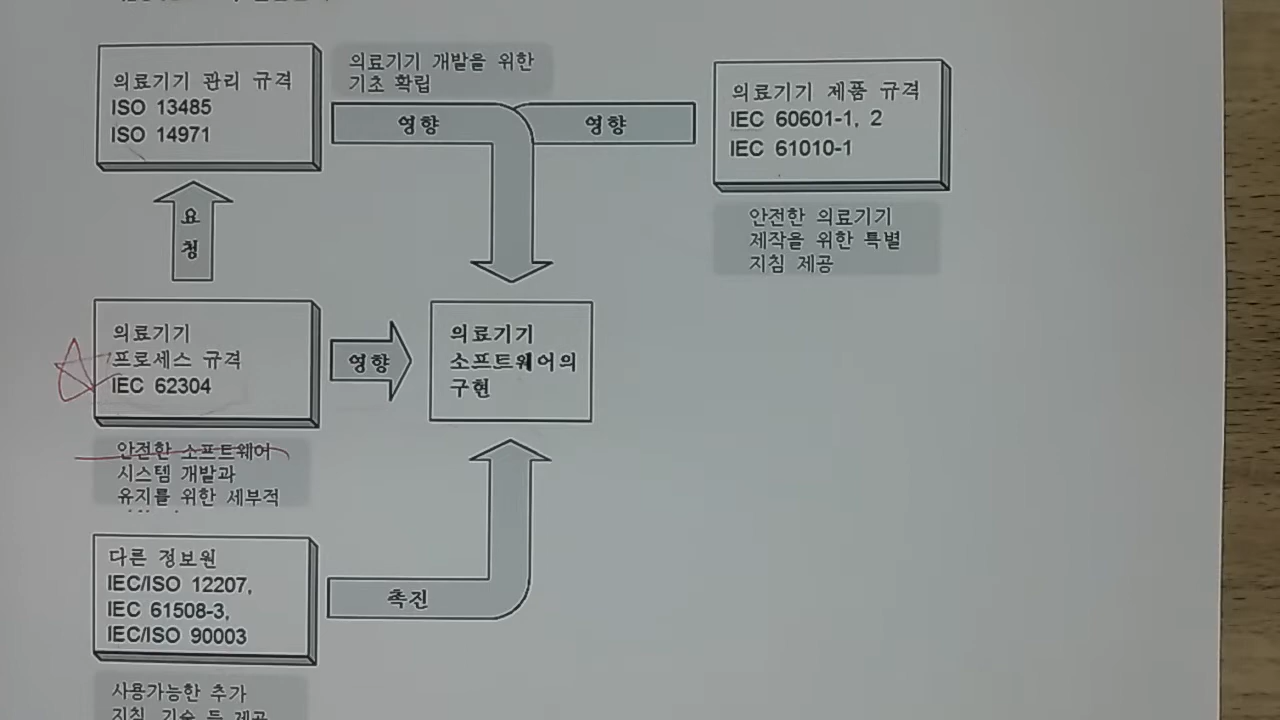 의료기기 관리 규격
ISO 13485
ISO 14971
의료기기 개발을 위한
기초 확립
영향
영향
의료기기 제품 규격
IEC 60601-1, 2
IEC 61010-1
안전한 의료기기
제작을 위한 특별
지침 제공
요
청
의료기기
프로세스 규격
IEC 62304
영향
의료기기
소프트웨어의
구현
안전한 소프트웨어
시스템 개발과
유지를 위한 세부적
다른 정보원
IEC/ISO 12207,
IEC 61508-3,
IEC/ISO 90003
촉진
사용가능한 추가
지침, 기술 등 제공